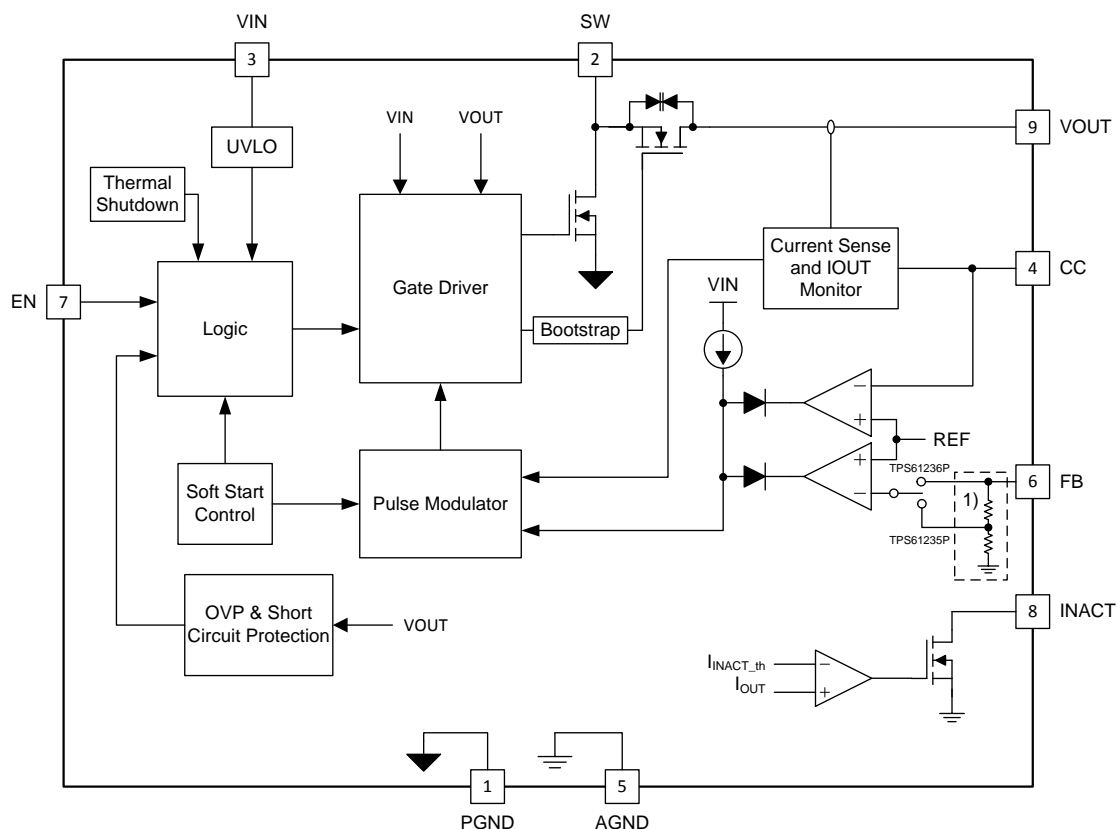 VIN
SW
3
2
VIN
VOUT
9
VOUT
UVLO
Thermal
Shutdown
Current Sense
and IOUT
Monitor
4
CC
EN
7
Logic
Gate Driver
VIN
Bootstrap
−
+
REF
+
−
TPS61236P
1)
6
FB
TPS61235P
Soft Start
Control
Pulse Modulator
OVP & Short
Circuit Protection
VOUT
8
INACT
IINACT_th
−
IOUT
+
1
5
PGND
AGND